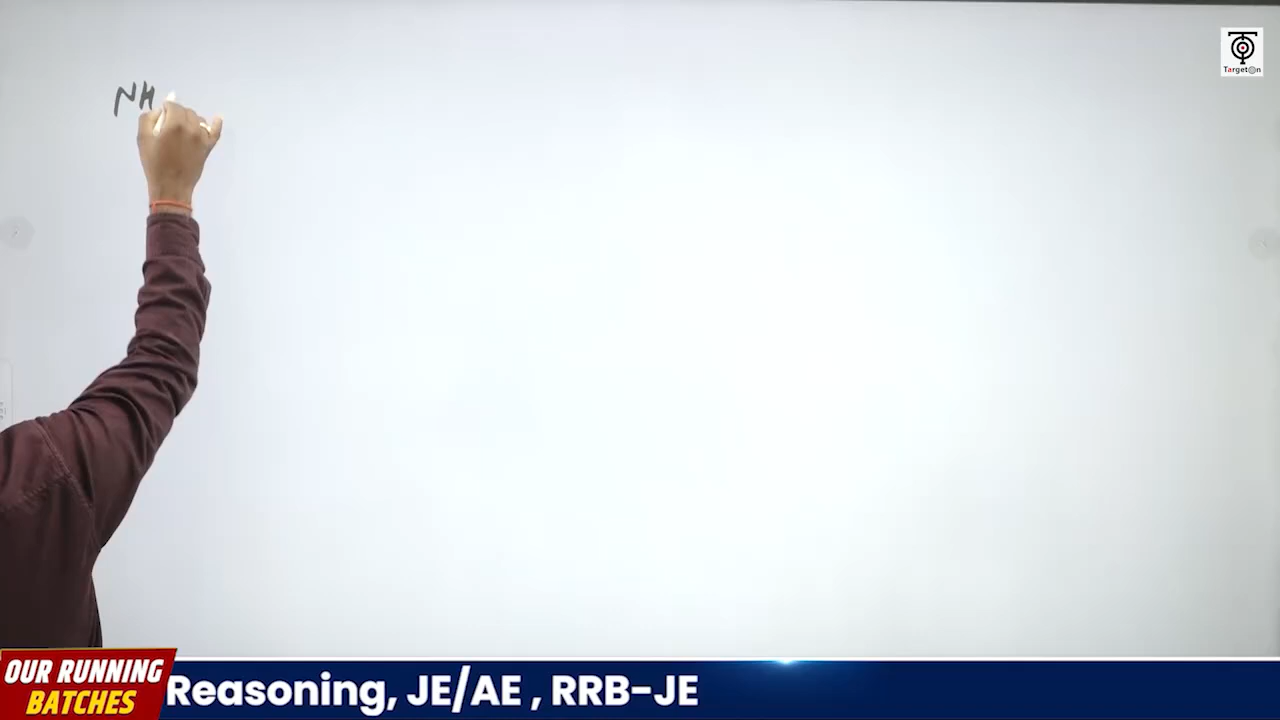 NH
Target@n
OUR RUNNING
BATCHES
Reasoning, JE/AE , RRB-JE